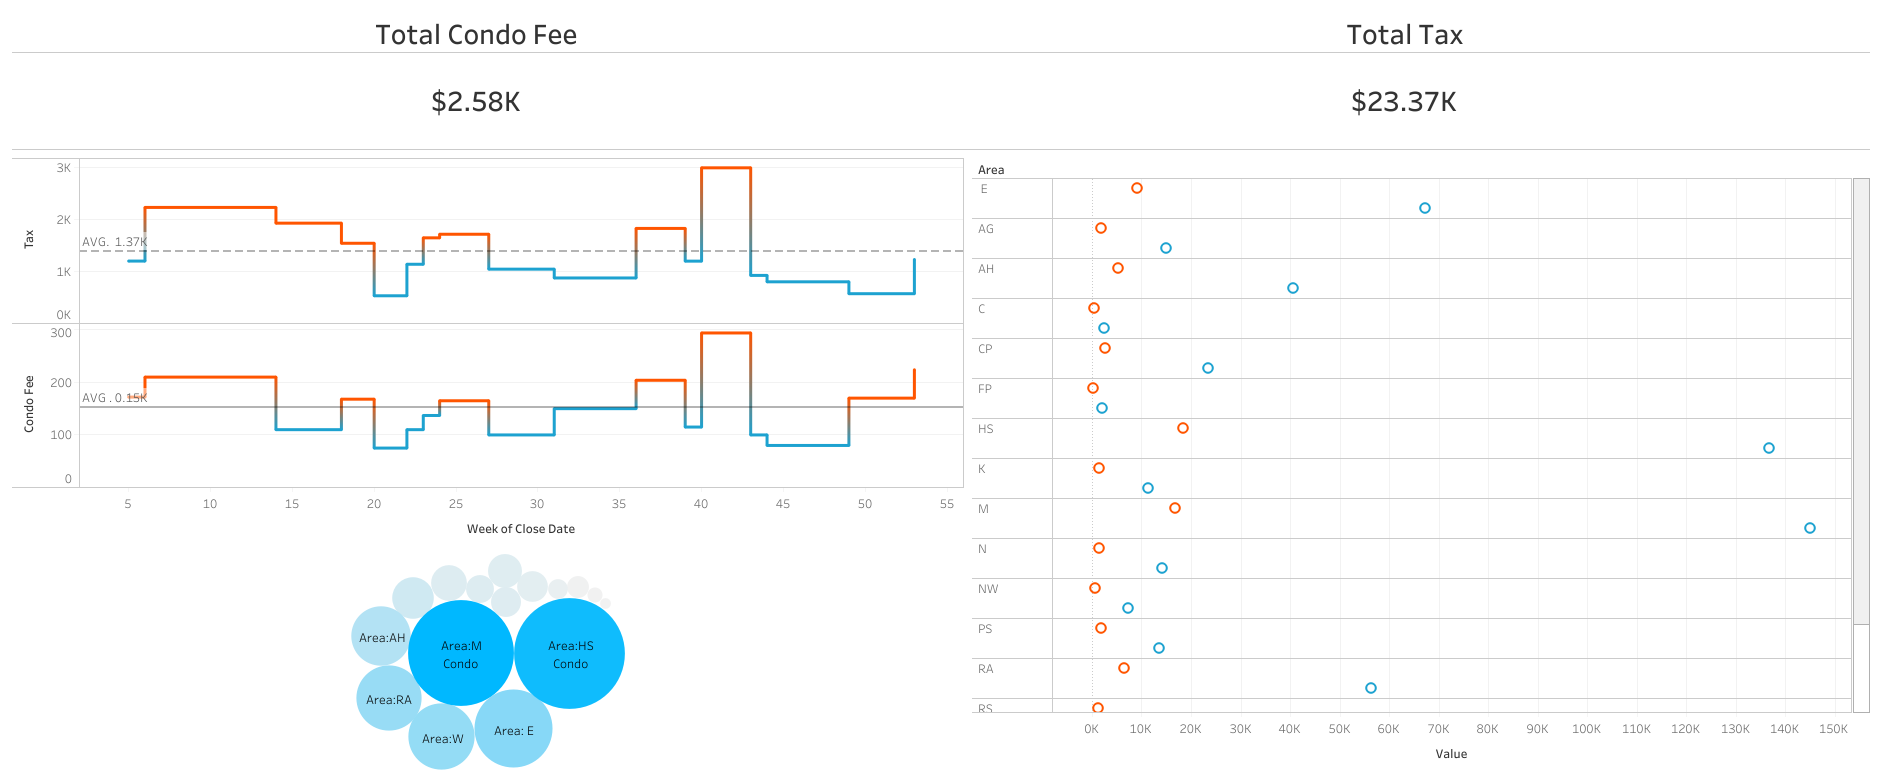 Total Condo Fee
Total Tax
$2.58K
$23.37K
Tax
3K
2K
AVG. 1.37K
1K
0K
Condo Fee
300
200
AVG . 0.15K
100
0
5 10 15 20 25 30 35 40 45 50 55
Week of Close Date
Area:AH
Area:M
Condo
Area:HS
Condo
Area:RA
Area:W
Area: E
Area
E
AG
AH
C
CP
FP
HS
K
M
N
NW
PS
RA
RS
0K 10K 20K 30K 40K 50K 60K 70K 80K 90K 100K 110K 120K 130K 140K 150K
Value